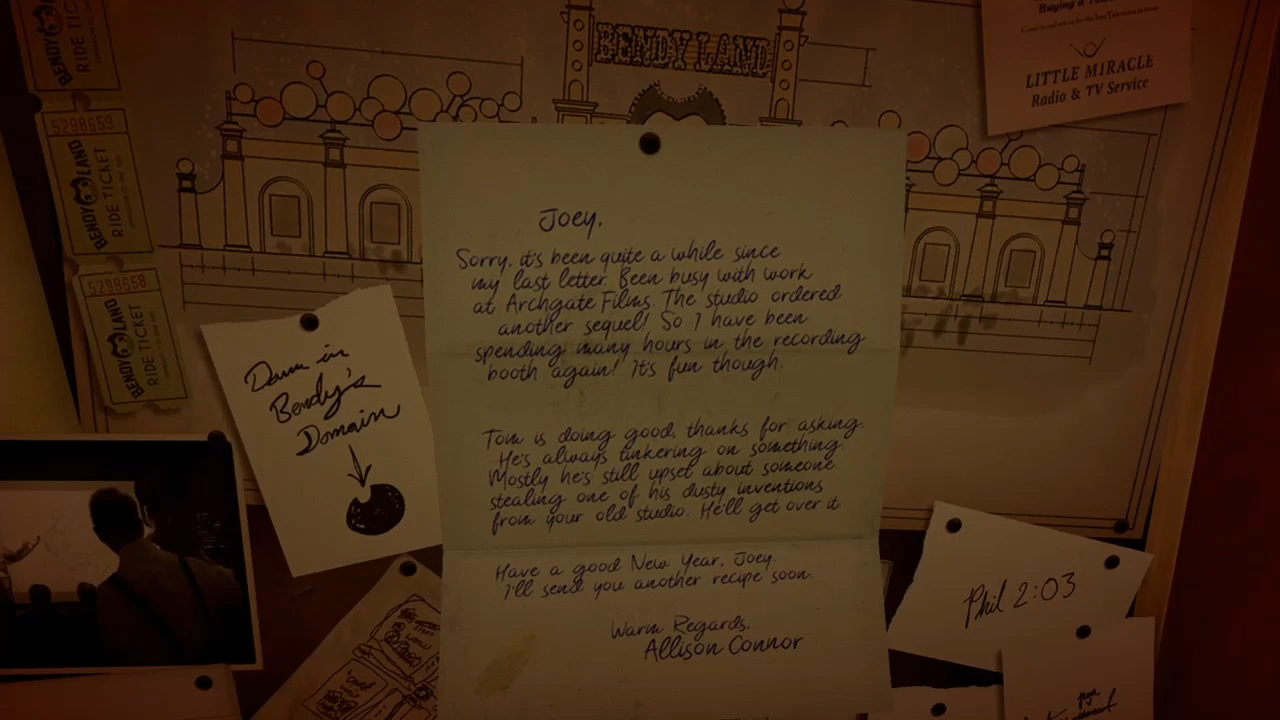 BENDY LAND
RIDE TICKET
5298659
BENDY LAND
RIDE TICKET
5298658
BENDY LAND
RIDE TICKET
BENDY LAND
Buying a
LITTLE MIRACLE
Radio & TV Service
Joey,
Sorry, it's been quite a while since
my last letter. Been busy with work
at Archgate Films. The studio ordered
another sequel! So I have been
spending many hours in the recording
booth again! It's fun though.
Tom is doing good, thanks for asking.
He's always tinkering on something.
Mostly he's still upset about someone
stealing one of his dusty inventions
from your old studio. He'll get over it.
Have a good New Year, Joey.
I'll send you another recipe soon.
Warm Regards,
Allison Connor
Down in
Bendy's
Domain
Phil 2:03